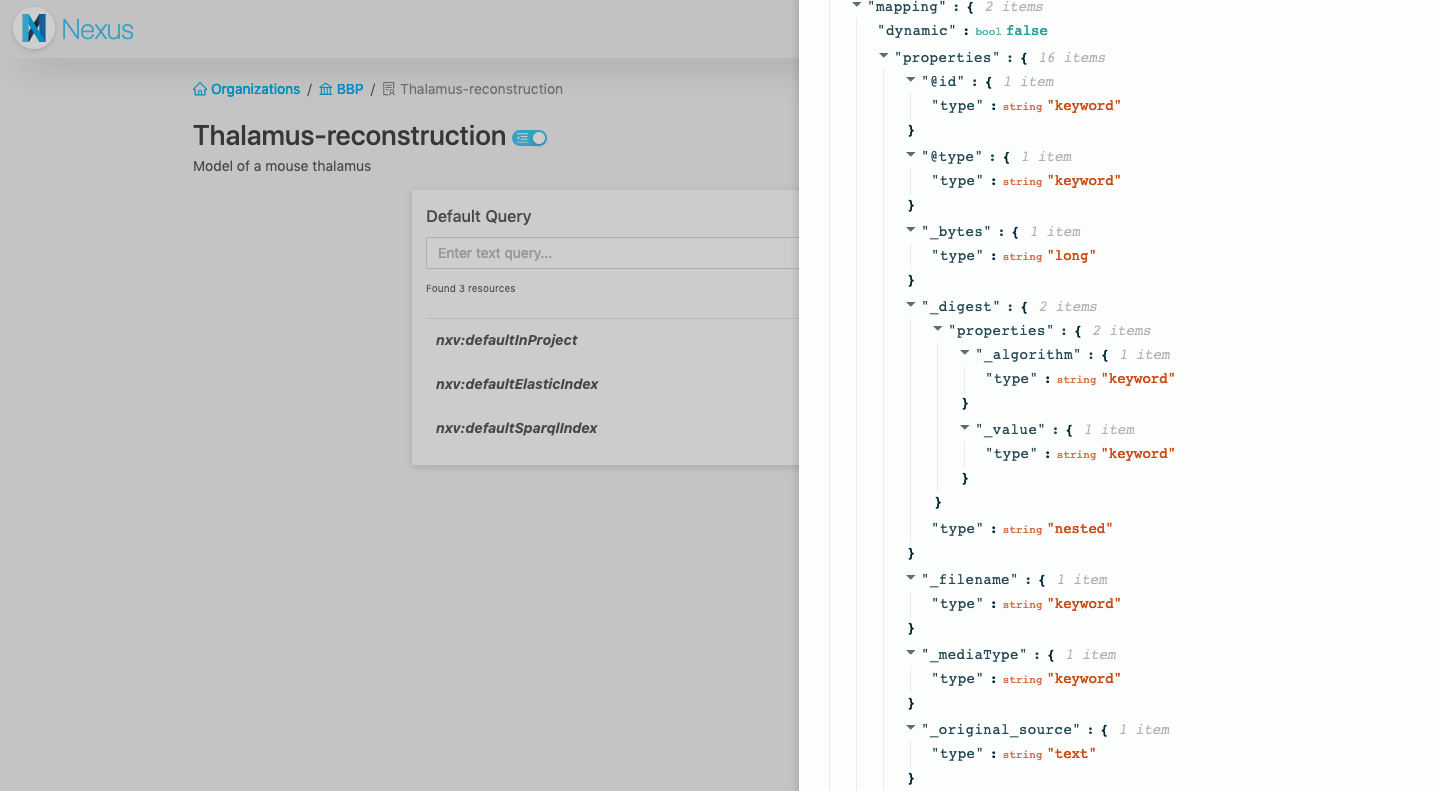 Nexus
Organizations / BBP / Thalamus-reconstruction
Thalamus-reconstruction
Model of a mouse thalamus
Default Query
Enter text query...
Found 3 resources
nxv:defaultInProject
nxv:defaultElasticIndex
nxv:defaultSparqlIndex
"mapping" : { 2 items
"dynamic" : bool false
"properties" : { 16 items
"@id" : { 1 item
"type" : string "keyword"
}
"@type" : { 1 item
"type" : string "keyword"
}
"_bytes" : { 1 item
"type" : string "long"
}
"_digest" : { 2 items
"properties" : { 2 items
"_algorithm" : { 1 item
"type" : string "keyword"
}
"_value" : { 1 item
"type" : string "keyword"
}
}
"type" : string "nested"
}
"_filename" : { 1 item
"type" : string "keyword"
}
"_mediaType" : { 1 item
"type" : string "keyword"
}
"_original_source" : { 1 item
"type" : string "text"
}